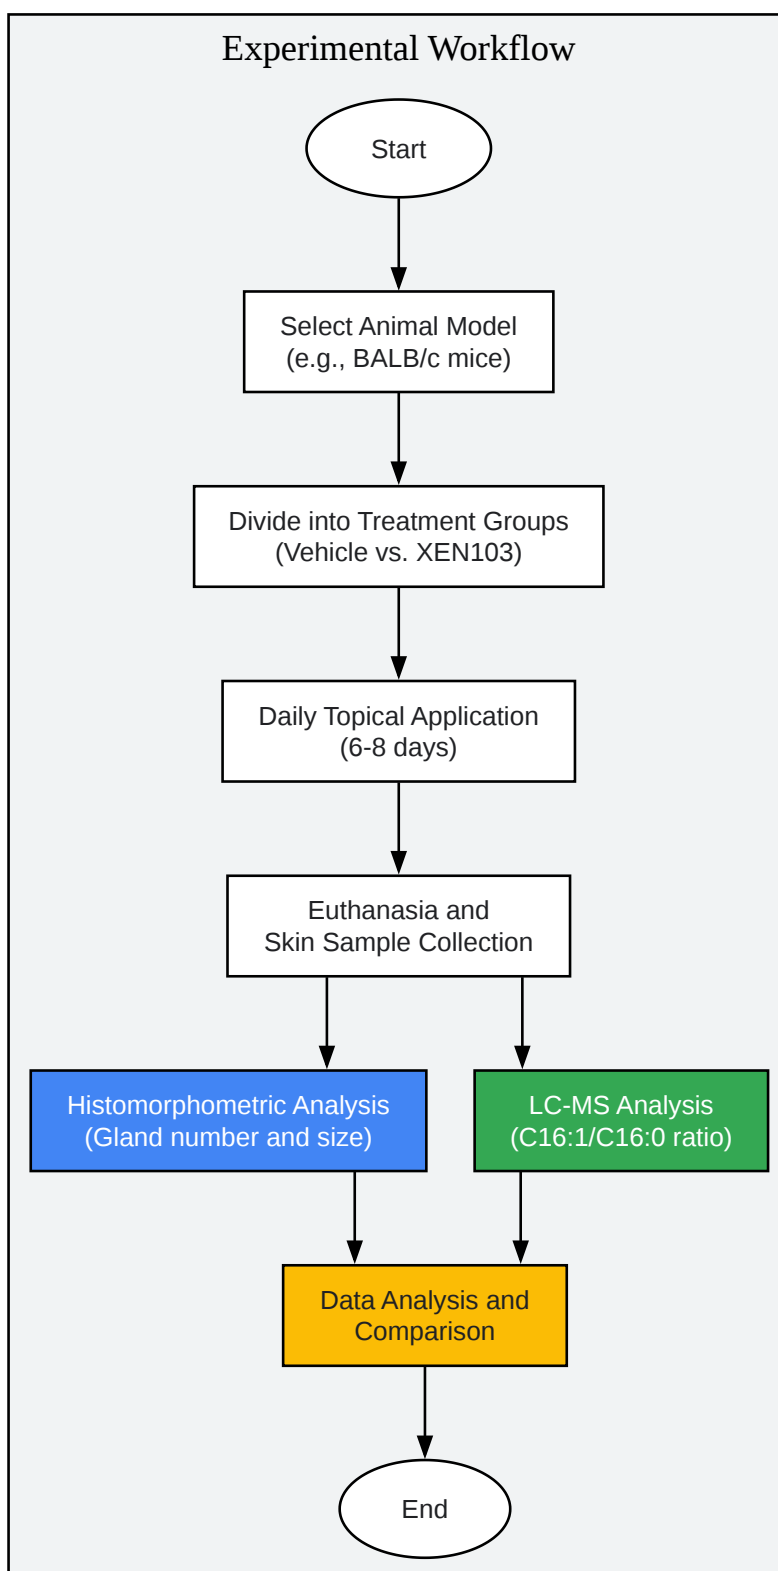 Experimental Workflow
Start
Select Animal Model
(e.g., BALB/c mice)
Divide into Treatment Groups
(Vehicle vs. XEN103)
Daily Topical Application
(6-8 days)
Euthanasia and
Skin Sample Collection
Histomorphometric Analysis
(Gland number and size)
LC-MS Analysis
(C16:1/C16:0 ratio)
Data Analysis and
Comparison
End